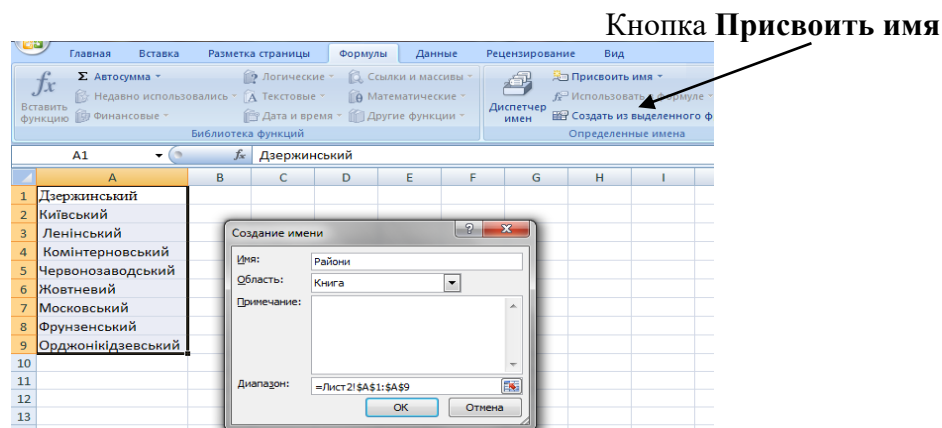 Кнопка Присвоить имя
Главная Вставка Разметка страницы Формулы Данные Рецензирование Вид
fx Σ Автосумма Логические Ссылки и массивы Присвоить имя
Вставить функцию Недавно использовались Текстовые Математические Диспетчер имен Использовать в формуле
Финансовые Дата и время Другие функции Создать из выделенного ф
Библиотека функций Определенные имена
A1 fx Дзержинський
A B C D E F G H I
1 Дзержинський
2 Київський
3 Ленінський
4 Комінтерновський
5 Червонозаводський
6 Жовтневий
7 Московський
8 Фрунзенський
9 Орджонікідзевський
10
11
12
13
Создание имени
Имя: Райони
Область: Книга
Примечание:
Диапазон: =Лист2!$A$1:$A$9
ОК Отмена